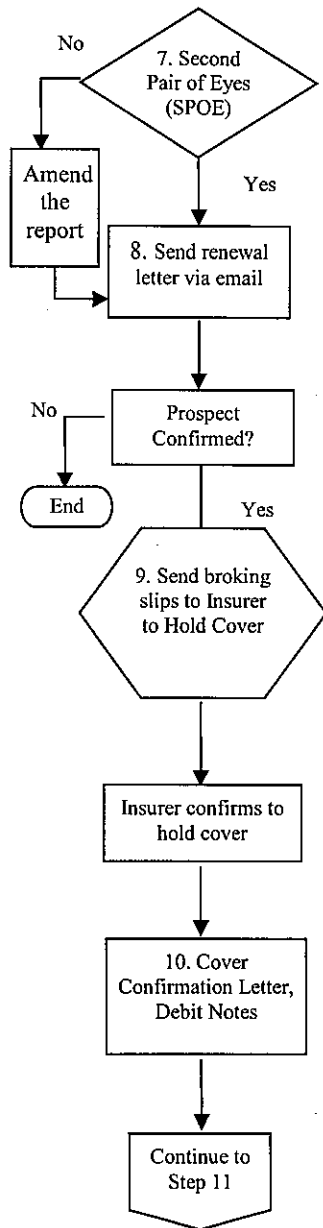 No
7. Second
Pair of Eyes
(SPOE)
Amend
the
report
Yes
8. Send renewal
letter via email
No
Prospect
Confirmed?
End
Yes
9. Send broking
slips to Insurer
to Hold Cover
Insurer confirms to
hold cover
10. Cover
Confirmation Letter,
Debit Notes
Continue to
Step 11